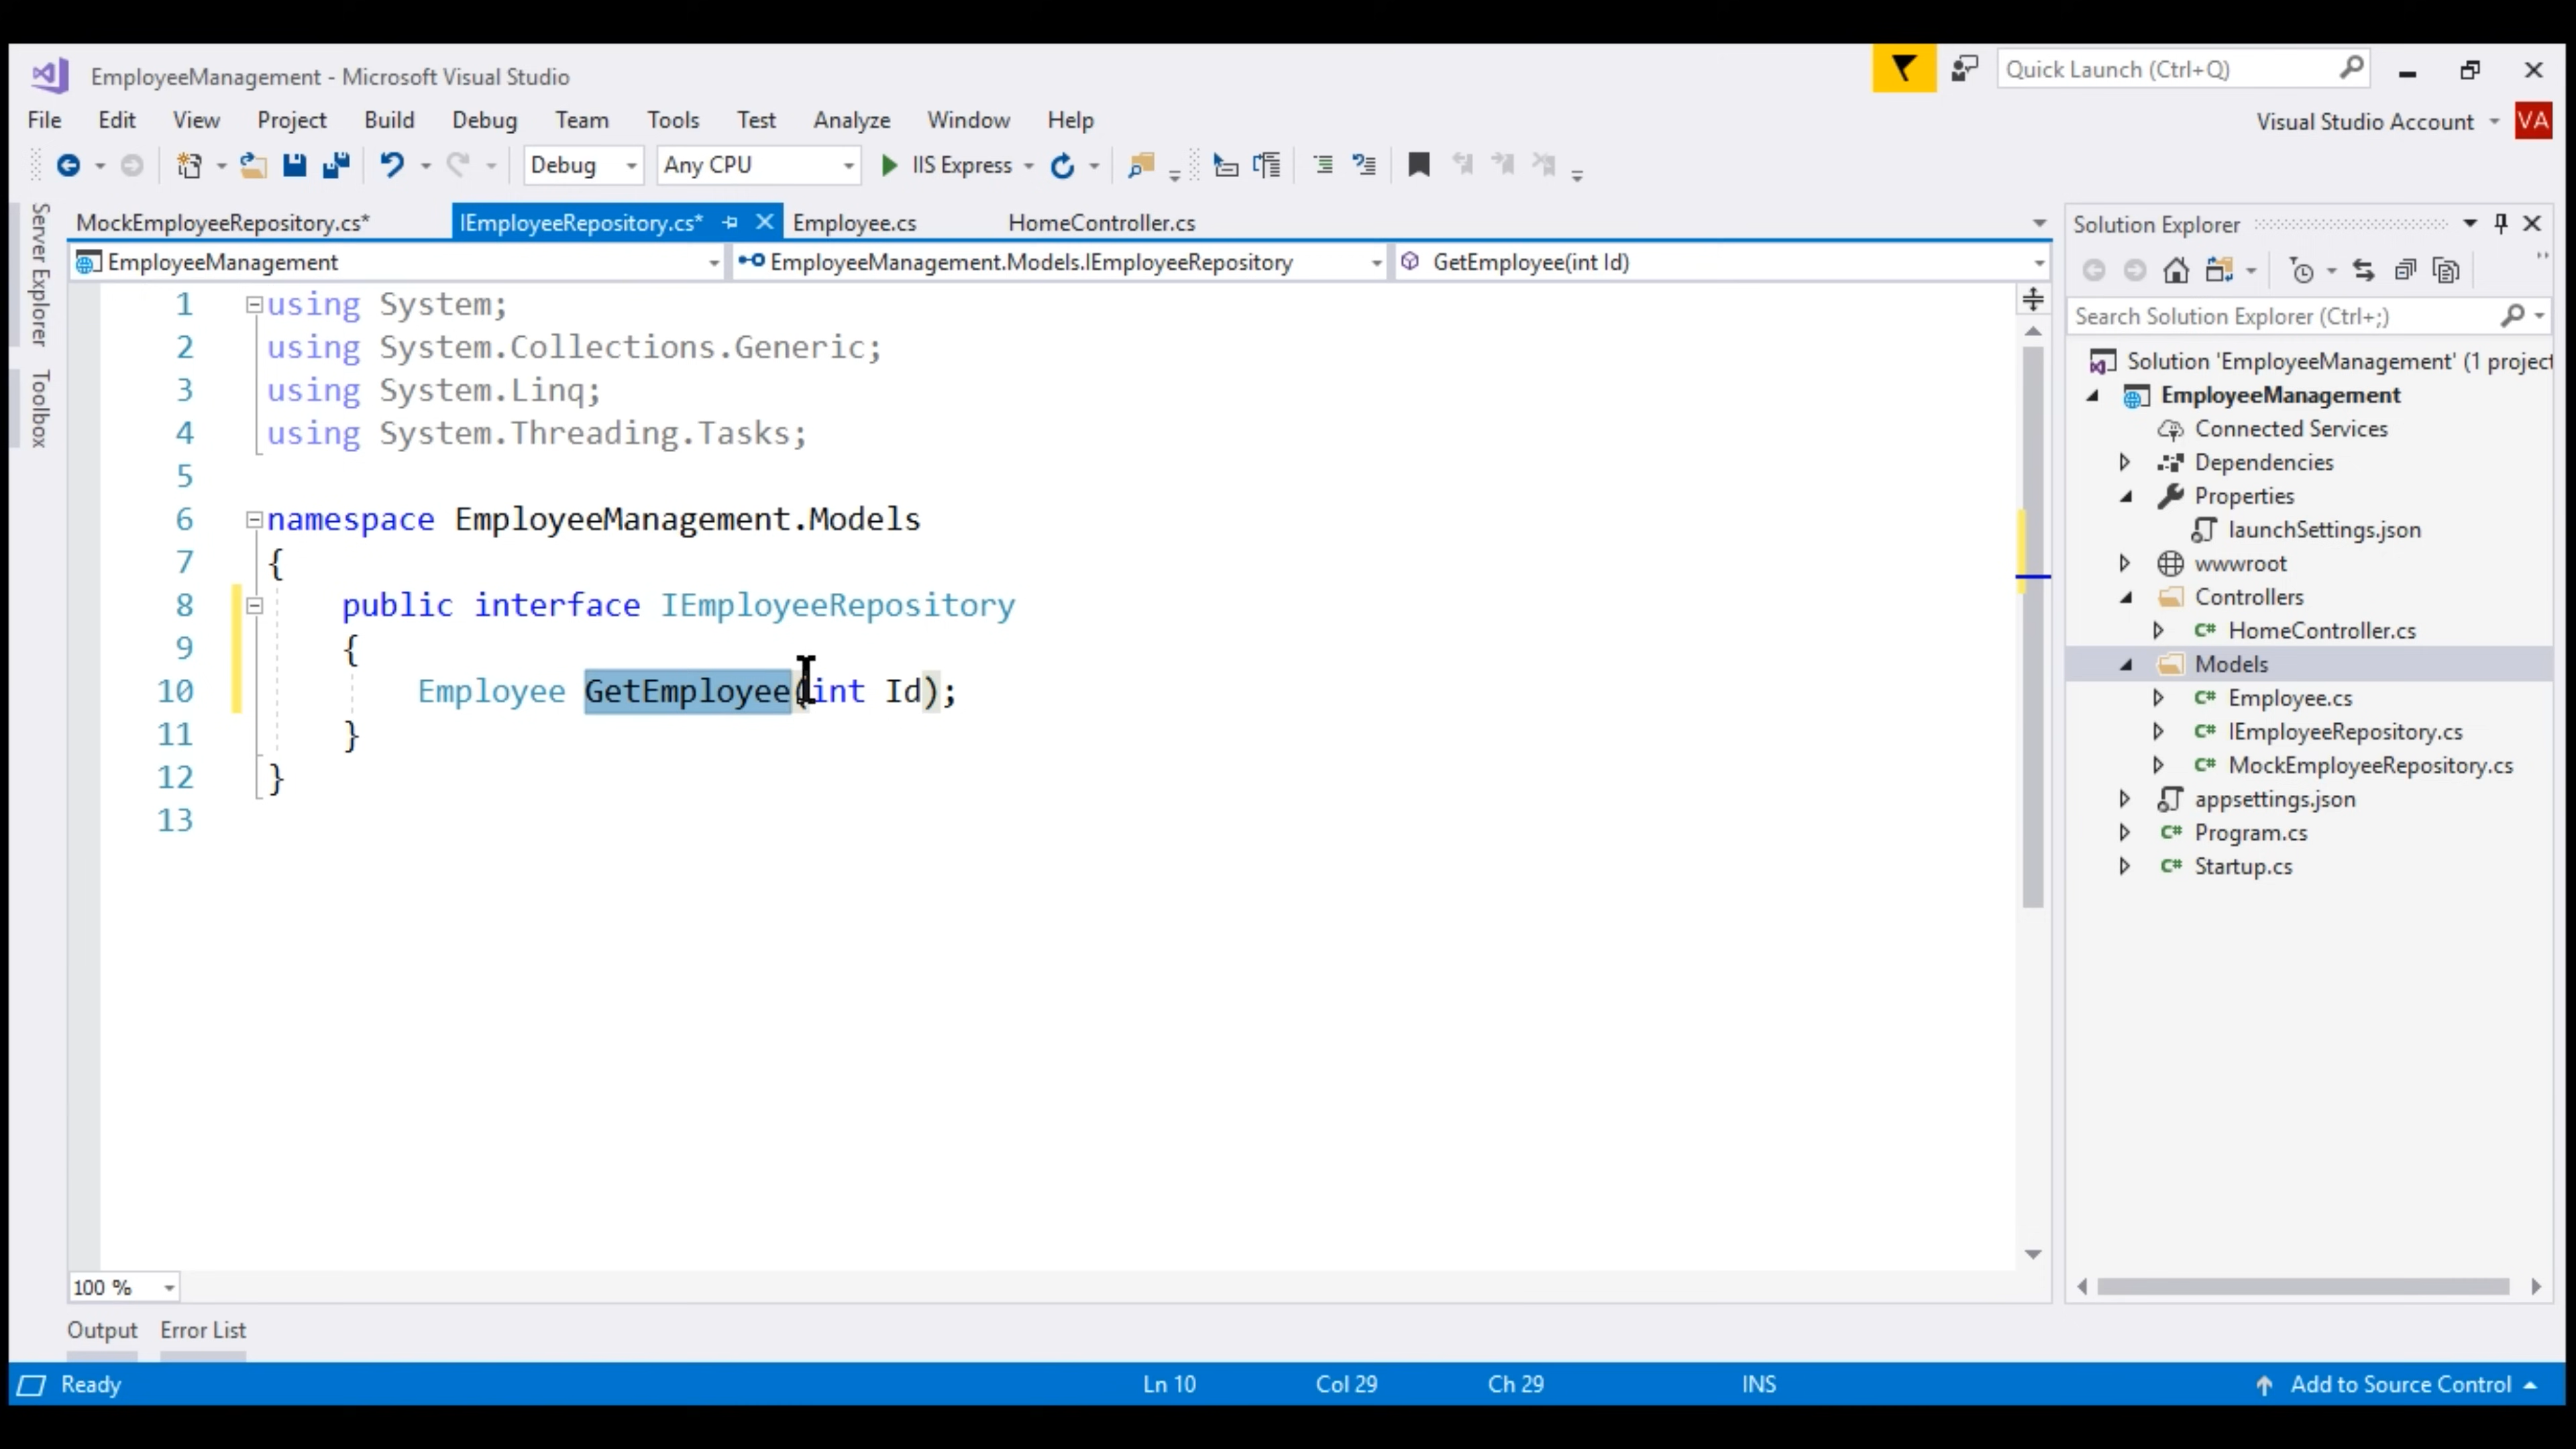 EmployeeManagement - Microsoft Visual Studio
Quick Launch (Ctrl+Q)
File Edit View Project Build Debug Team Tools Test Analyze Window Help
Visual Studio Account VA
Debug Any CPU IIS Express
Server Explorer
Toolbox
MockEmployeeRepository.cs* IEmployeeRepository.cs* Employee.cs HomeController.cs
EmployeeManagement EmployeeManagement.Models.IEmployeeRepository GetEmployee(int Id)
1 using System;
2 using System.Collections.Generic;
3 using System.Linq;
4 using System.Threading.Tasks;
5
6 namespace EmployeeManagement.Models
7 {
8 public interface IEmployeeRepository
9 {
10 Employee GetEmployee(int Id);
11 }
12 }
13
100 %
Output Error List
Solution Explorer
Search Solution Explorer (Ctrl+;)
Solution 'EmployeeManagement' (1 project
EmployeeManagement
Connected Services
Dependencies
Properties
launchSettings.json
wwwroot
Controllers
C# HomeController.cs
Models
C# Employee.cs
C# IEmployeeRepository.cs
C# MockEmployeeRepository.cs
appsettings.json
C# Program.cs
C# Startup.cs
Ready Ln 10 Col 29 Ch 29 INS Add to Source Control